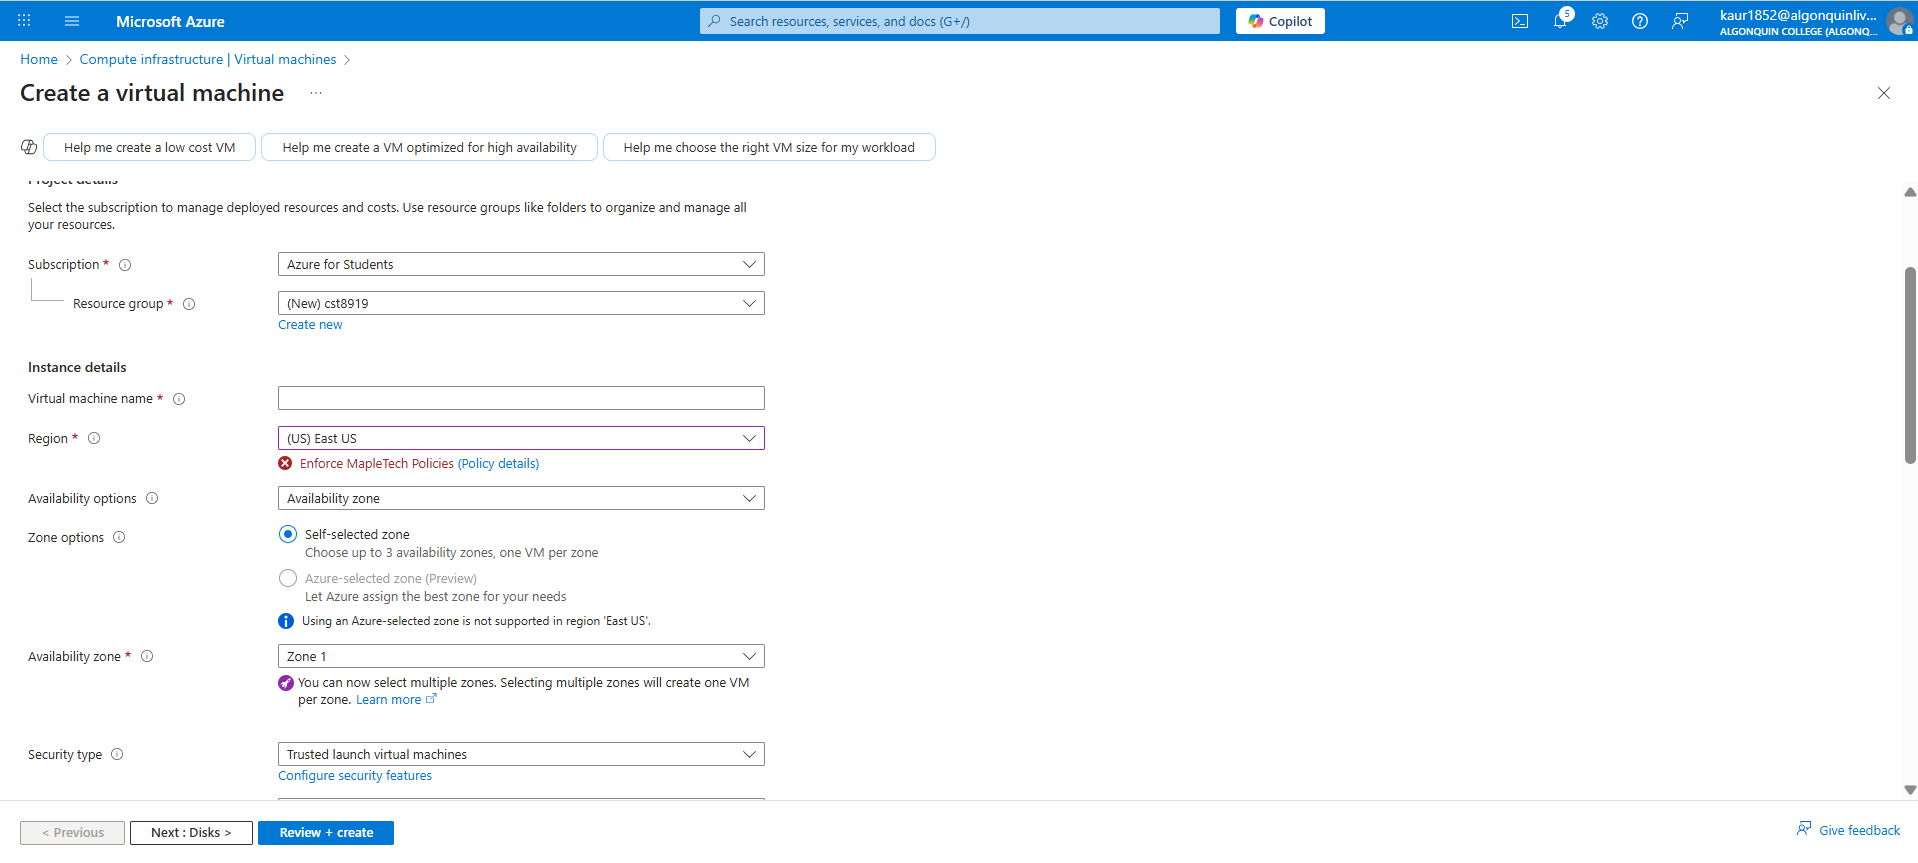 Microsoft Azure
Search resources, services, and docs (G+/)
Copilot
5
kaur1852@algonquinliv...
ALGONQUIN COLLEGE (ALGONQ...
Home > Compute infrastructure | Virtual machines >
Create a virtual machine ...
Help me create a low cost VM
Help me create a VM optimized for high availability
Help me choose the right VM size for my workload
Project details
Select the subscription to manage deployed resources and costs. Use resource groups like folders to organize and manage all
your resources.
Subscription *
Azure for Students
Resource group *
(New) cst8919
Create new
Instance details
Virtual machine name *
Region *
(US) East US
Enforce MapleTech Policies (Policy details)
Availability options
Availability zone
Zone options
Self-selected zone
Choose up to 3 availability zones, one VM per zone
Azure-selected zone (Preview)
Let Azure assign the best zone for your needs
Using an Azure-selected zone is not supported in region 'East US'.
Availability zone *
Zone 1
You can now select multiple zones. Selecting multiple zones will create one VM
per zone. Learn more
Security type
Trusted launch virtual machines
Configure security features
< Previous
Next : Disks >
Review + create
Give feedback